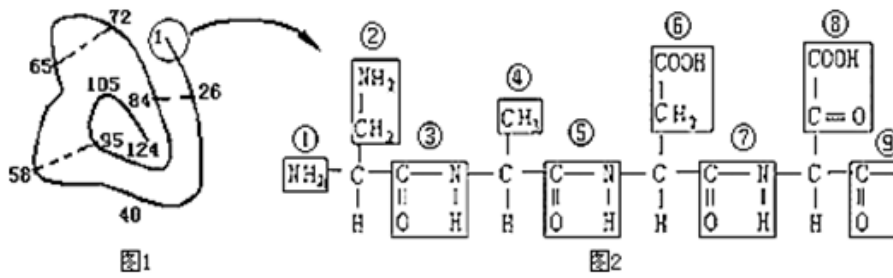 72
1
⑥
⑧
②
65
COOH
COOH
105
NH2
④
84
26
CH2
C=O
①
CH2
③
CH3
⑤
⑦
⑨
95
58
124
NH2
C
C
N
C
C
N
C
C
N
C
C
40
H
O
H
H
O
H
H
O
H
H
O
图1
图2